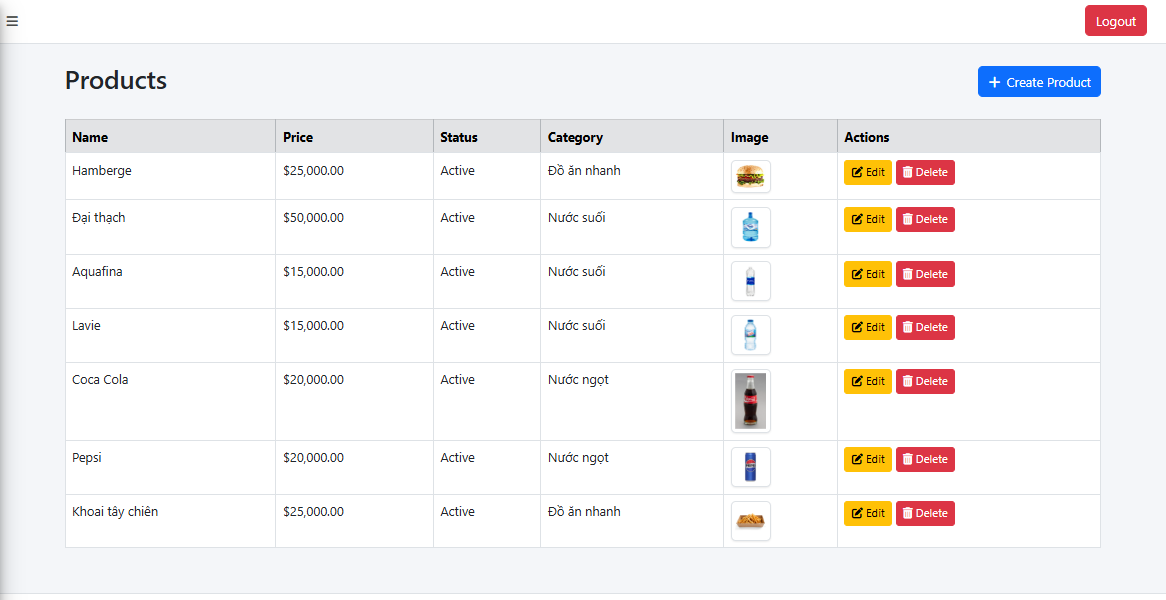 Logout
Products
Create Product
Name Price Status Category Image Actions
Hamberge $25,000.00 Active Đồ ăn nhanh Edit Delete
Đại thạch $50,000.00 Active Nước suối Edit Delete
Aquafina $15,000.00 Active Nước suối Edit Delete
Lavie $15,000.00 Active Nước suối Edit Delete
Coca Cola $20,000.00 Active Nước ngọt Edit Delete
Pepsi $20,000.00 Active Nước ngọt Edit Delete
Khoai tây chiên $25,000.00 Active Đồ ăn nhanh Edit Delete